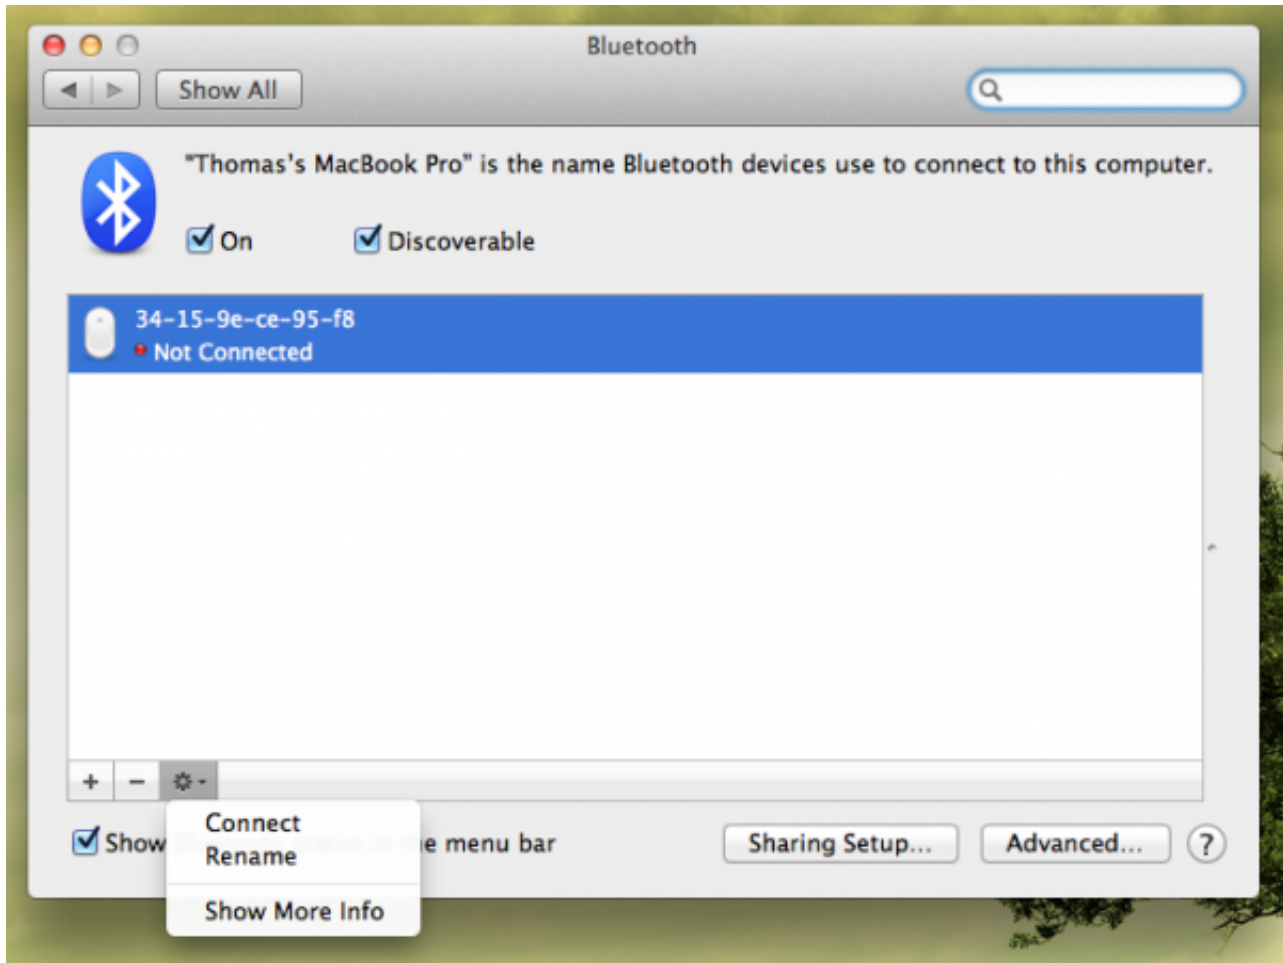 Bluetooth
Show All
"Thomas's MacBook Pro" is the name Bluetooth devices use to connect to this computer.
On Discoverable
34-15-9e-ce-95-f8
Not Connected
Connect
Show e menu bar Sharing Setup... Advanced... ?
Rename
Show More Info